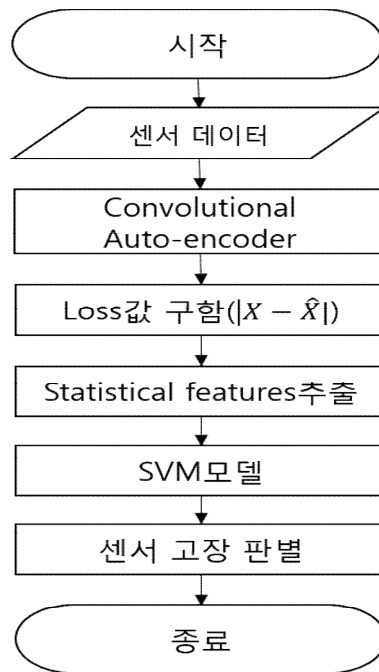 시작
센서 데이터
Convolutional
Auto-encoder
Loss값 구함(|X − X̂|)
Statistical features추출
SVM모델
센서 고장 판별
종료